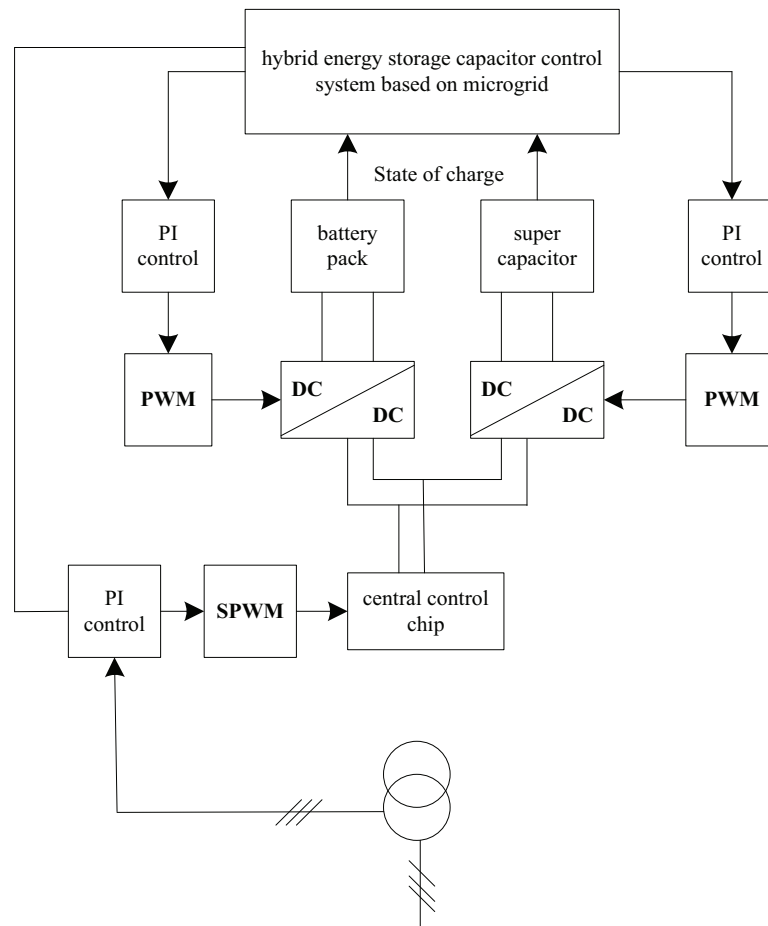 hybrid energy storage capacitor control
system based on microgrid
State of charge
PI
control
battery
pack
super
capacitor
PI
control
PWM
DC
DC
DC
DC
PWM
PI
control
SPWM
central control
chip